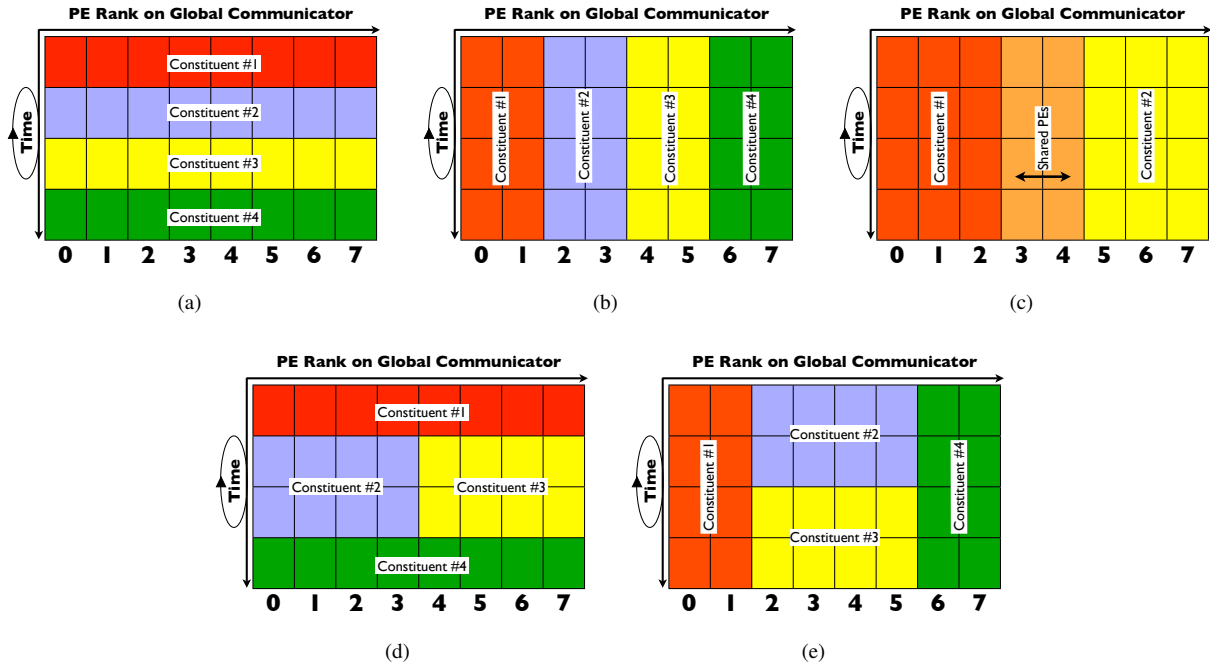 PE Rank on Global Communicator
Time
Constituent #1
Constituent #2
Constituent #3
Constituent #4
0 1 2 3 4 5 6 7
(a)
PE Rank on Global Communicator
Time
Constituent #1
Constituent #2
Constituent #3
Constituent #4
0 1 2 3 4 5 6 7
(b)
PE Rank on Global Communicator
Time
Constituent #1
Shared PEs
Constituent #2
0 1 2 3 4 5 6 7
(c)
PE Rank on Global Communicator
Time
Constituent #1
Constituent #2
Constituent #3
Constituent #4
0 1 2 3 4 5 6 7
(d)
PE Rank on Global Communicator
Time
Constituent #1
Constituent #2
Constituent #3
Constituent #4
0 1 2 3 4 5 6 7
(e)